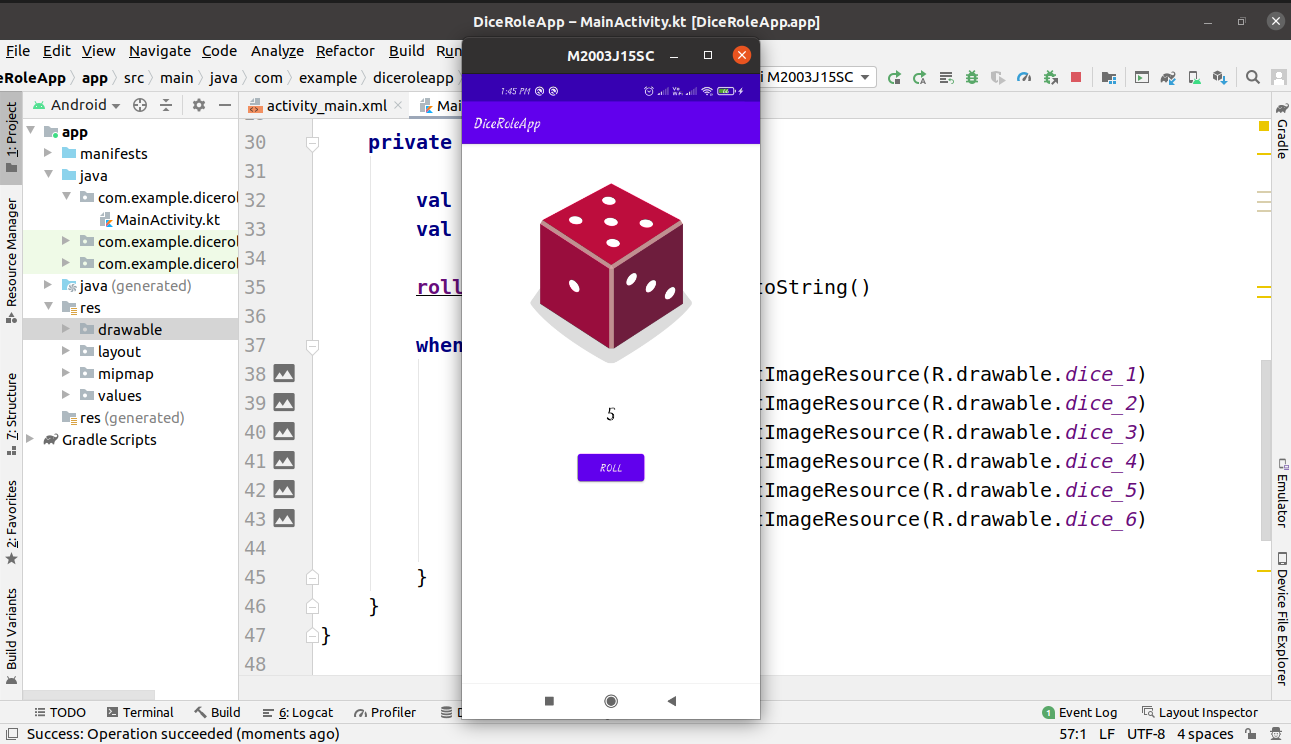 DiceRoleApp – MainActivity.kt [DiceRoleApp.app]
File Edit View Navigate Code Analyze Refactor Build Run
M2003J15SC
eRoleApp app src main java com example diceroleapp
M2003J15SC
1:45 PM
DiceRoleApp
Android
activity_main.xml
Mai
1: Project
Resource Manager
7: Structure
2: Favorites
Build Variants
app
manifests
java
com.example.dicerol
MainActivity.kt
com.example.dicerol
com.example.dicerol
java (generated)
res
drawable
layout
mipmap
values
res (generated)
Gradle Scripts
30 private
31
32 val
33 val
34
35 roll oString()
36
37 when
38 tImageResource(R.drawable.dice_1)
39 tImageResource(R.drawable.dice_2)
40 tImageResource(R.drawable.dice_3)
41 tImageResource(R.drawable.dice_4)
42 tImageResource(R.drawable.dice_5)
43 tImageResource(R.drawable.dice_6)
44
45 }
46 }
47 }
48
5
ROLL
Gradle
Emulator
Device File Explorer
TODO Terminal Build 6: Logcat Profiler Event Log Layout Inspector
Success: Operation succeeded (moments ago) 57:1 LF UTF-8 4 spaces